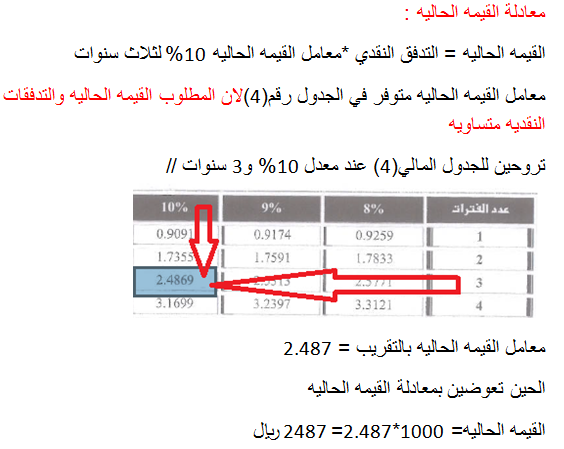 معادلة القيمه الحاليه :
القيمه الحاليه = التدفق النقدي *معامل القيمه الحاليه 10% لثلاث سنوات
معامل القيمه الحاليه متوفر في الجدول رقم(4)لان المطلوب القيمه الحاليه والتدفقات
النقديه متساويه
تروحين للجدول المالي(4) عند معدل 10% و3 سنوات //
عدد الفترات 8% 9% 10%
1 0.9259 0.9174 0.9091
2 1.7833 1.7591 1.7355
3 2.4869
4 3.3121 3.2397 3.1699
معامل القيمه الحاليه بالتقريب = 2.487
الحين تعوضين بمعادلة القيمه الحاليه
القيمه الحاليه= 1000*2.487= 2487 ريال